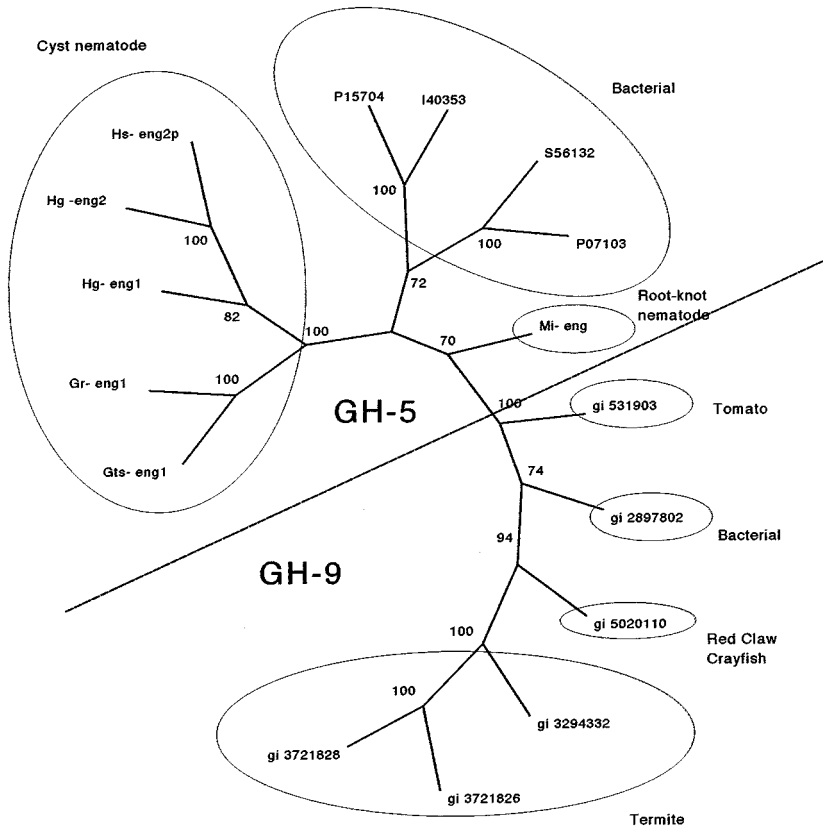 Cyst nematode
Bacterial
P15704
I40353
Hs- eng2p
S56132
Hg -eng2
100
100
100
P07103
72
Hg- eng1
Root-knot
nematode
82
100
70
Mi- eng
Gr- eng1
100
GH-5
100
gi 531903
Tomato
Gts- eng1
74
gi 2897802
Bacterial
94
GH-9
gi 5020110
100
Red Claw
Crayfish
100
gi 3294332
gi 3721828
gi 3721826
Termite